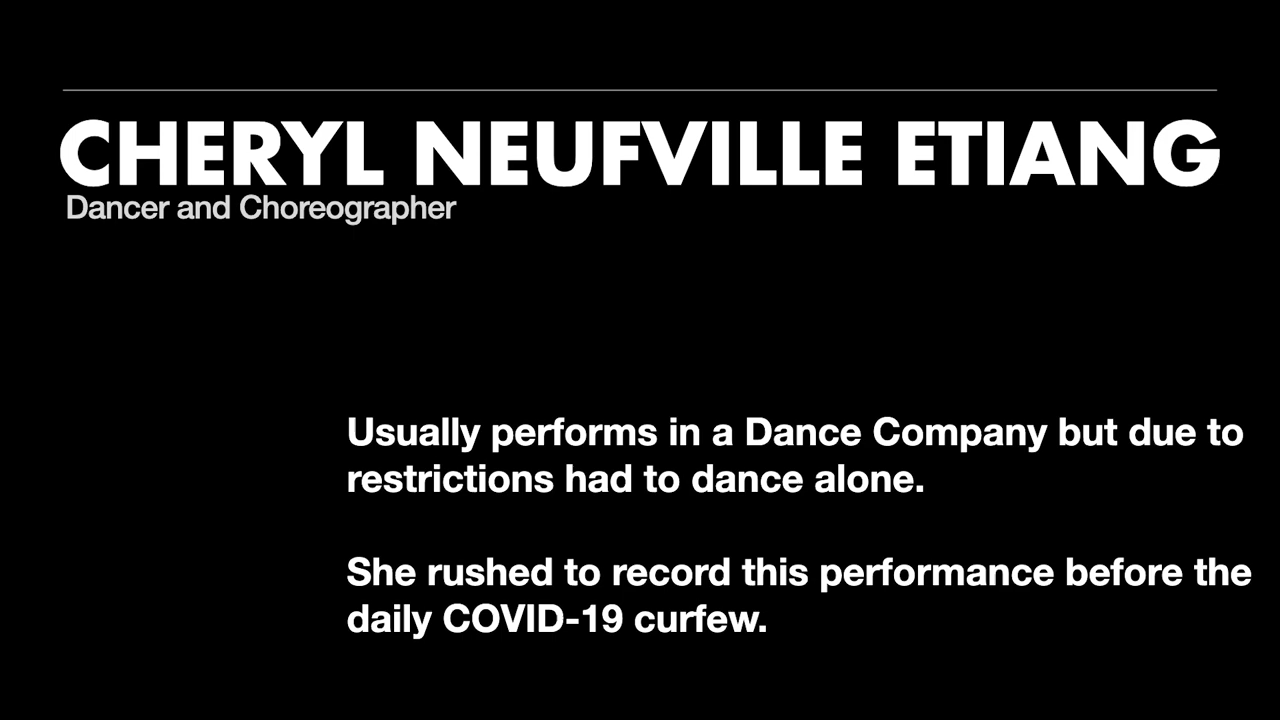 CHERYL NEUFVILLE ETIANG
Dancer and Choreographer
Usually performs in a Dance Company but due to
restrictions had to dance alone.
She rushed to record this performance before the
daily COVID-19 curfew.